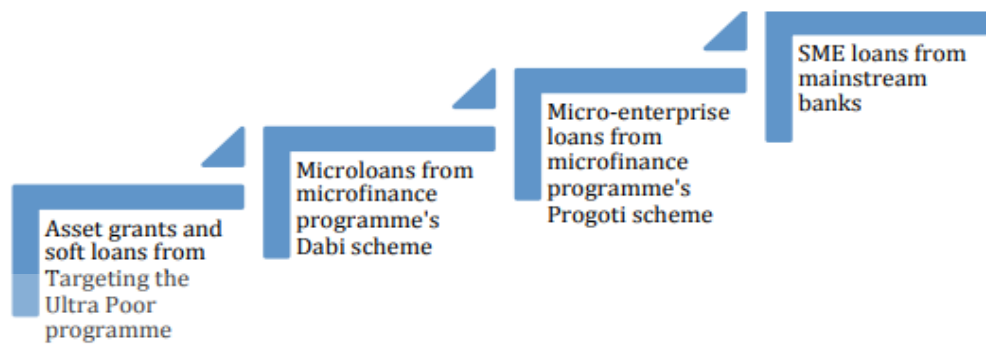 Asset grants and
soft loans from
Targeting the
Ultra Poor
programme
Microloans from
microfinance
programme's
Dabi scheme
Micro-enterprise
loans from
microfinance
programme's
Progoti scheme
SME loans from
mainstream
banks